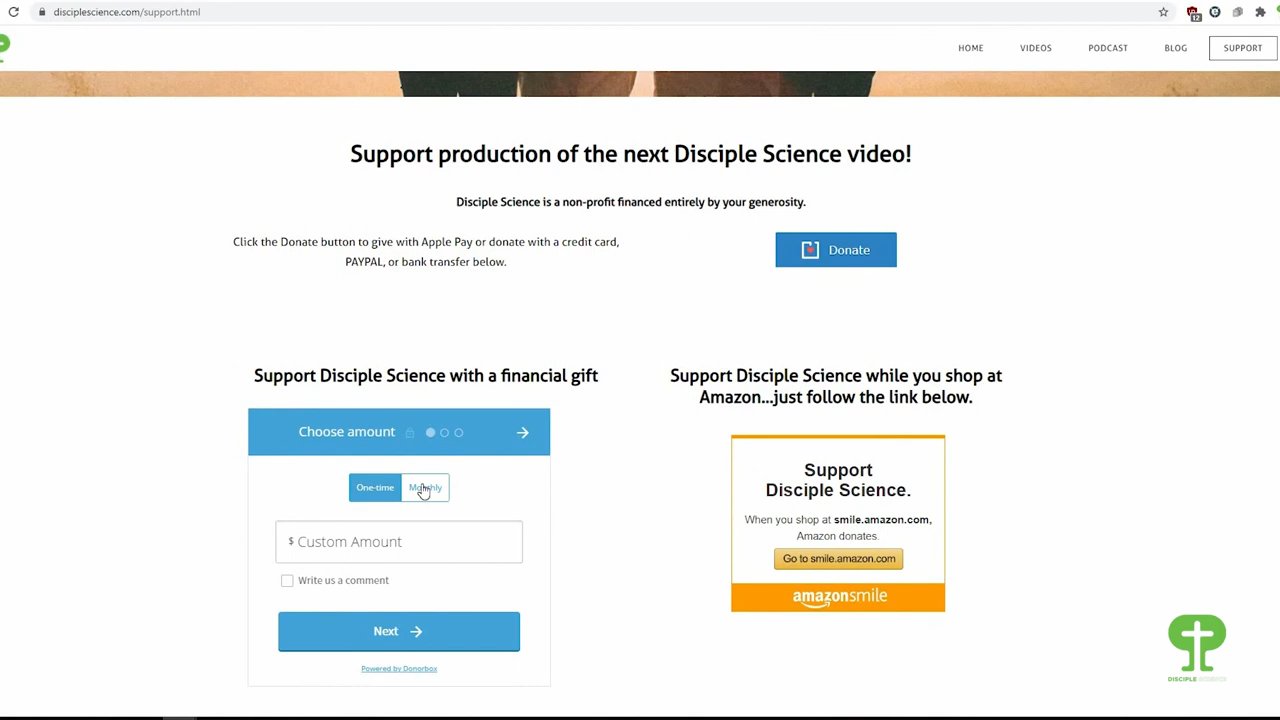 disciplescience.com/support.html
12
HOME VIDEOS PODCAST BLOG SUPPORT
Support production of the next Disciple Science video!
Disciple Science is a non-profit financed entirely by your generosity.
Click the Donate button to give with Apple Pay or donate with a credit card,
PAYPAL, or bank transfer below.
Donate
Support Disciple Science with a financial gift
Choose amount
One-time Monthly
$ Custom Amount
Write us a comment
Next
Powered by Donorbox
Support Disciple Science while you shop at
Amazon...just follow the link below.
Support
Disciple Science.
When you shop at smile.amazon.com,
Amazon donates.
Go to smile.amazon.com
amazonsmile
DISCIPLE SCIENCE